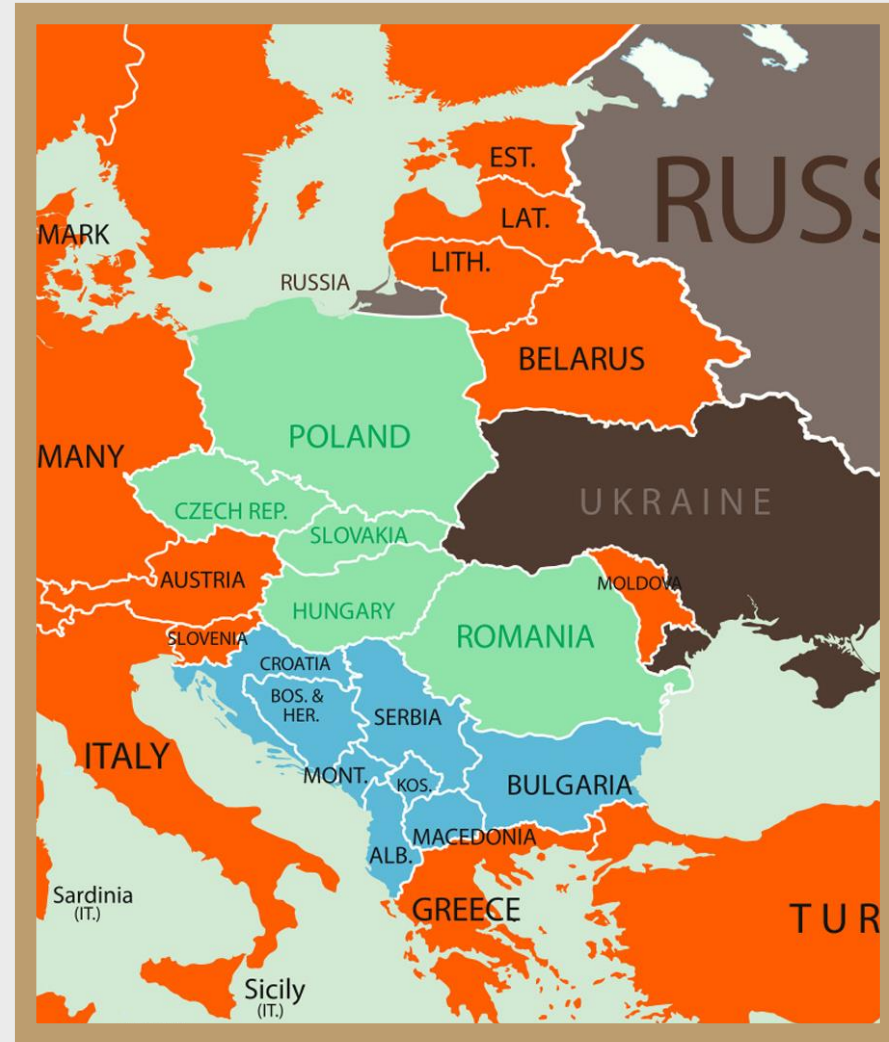 EST.
RUSS
LAT.
MARK
LITH.
RUSSIA
BELARUS
POLAND
MANY
UKRAINE
CZECH REP.
SLOVAKIA
AUSTRIA
MOLDOVA
HUNGARY
ROMANIA
SLOVENIA
CROATIA
BOS. &
HER.
SERBIA
ITALY
MONT.
KOS.
BULGARIA
MACEDONIA
ALB.
Sardinia
(IT.)
GREECE
TUR
Sicily
(IT.)